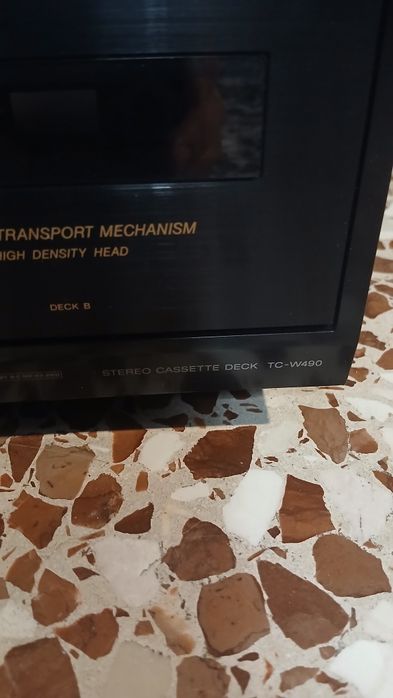 TRANSPORT MECHANISM
HIGH DENSITY HEAD
DECK B
STEREO CASSETTE DECK TC-W490